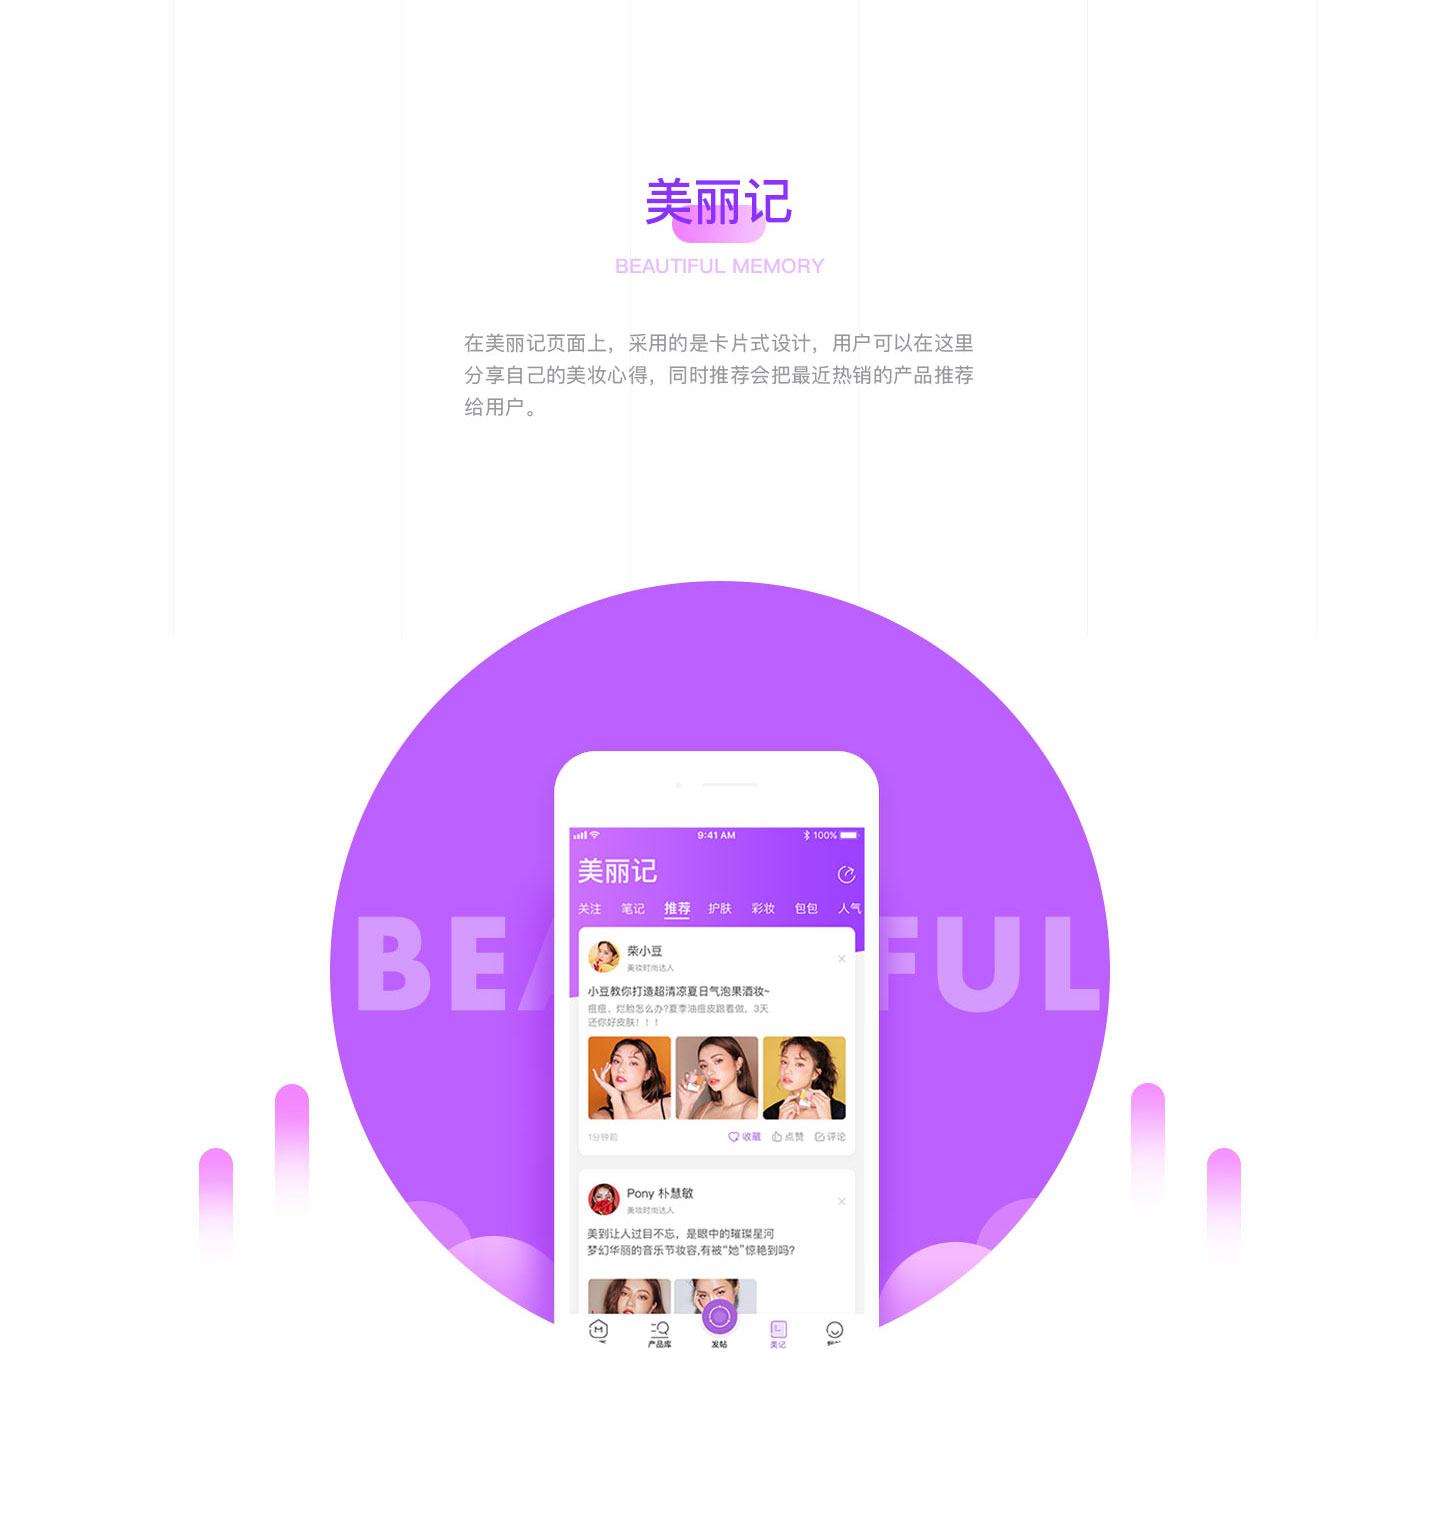 美丽记
BEAUTIFUL MEMORY
在美丽记页面上，采用的是卡片式设计，用户可以在这里
分享自己的美妆心得，同时推荐会把最近热销的产品推荐
给用户。
9:41 AM
100%
美丽记
关注 笔记 推荐 护肤 彩妆 包包 人气
BEA FUL
柴小豆
美妆时尚达人
小豆教你打造超清凉夏日气泡果酒妆~
痘痘、烂脸怎么办?夏季油痘皮跟着做，3天
还你好皮肤！！！
1分钟前 收藏 点赞 评论
Pony 朴慧敏
美妆时尚达人
美到让人过目不忘，是眼中的璀璨星河
梦幻华丽的音乐节妆容,有被“她”惊艳到吗?
产品库 发帖 美记